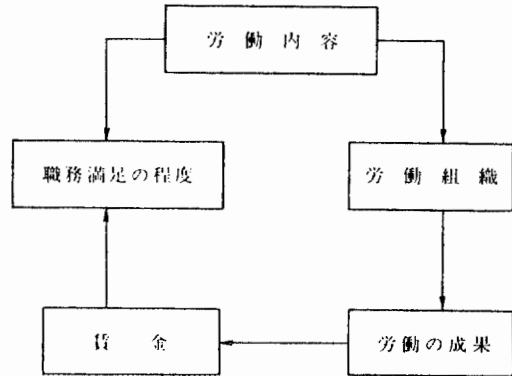 労働内容
職務満足の程度
労働組織
賃金
労働の成果